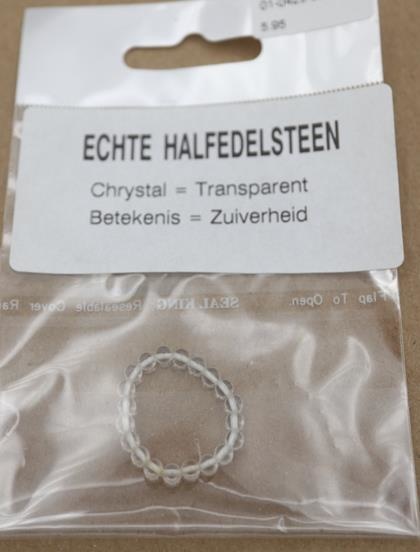 5.95
ECHTE HALFEDELSTEEN
Chrystal = Transparent
Betekenis = Zuiverheid
Flap To Open. SEAL KING. Resealable Cover